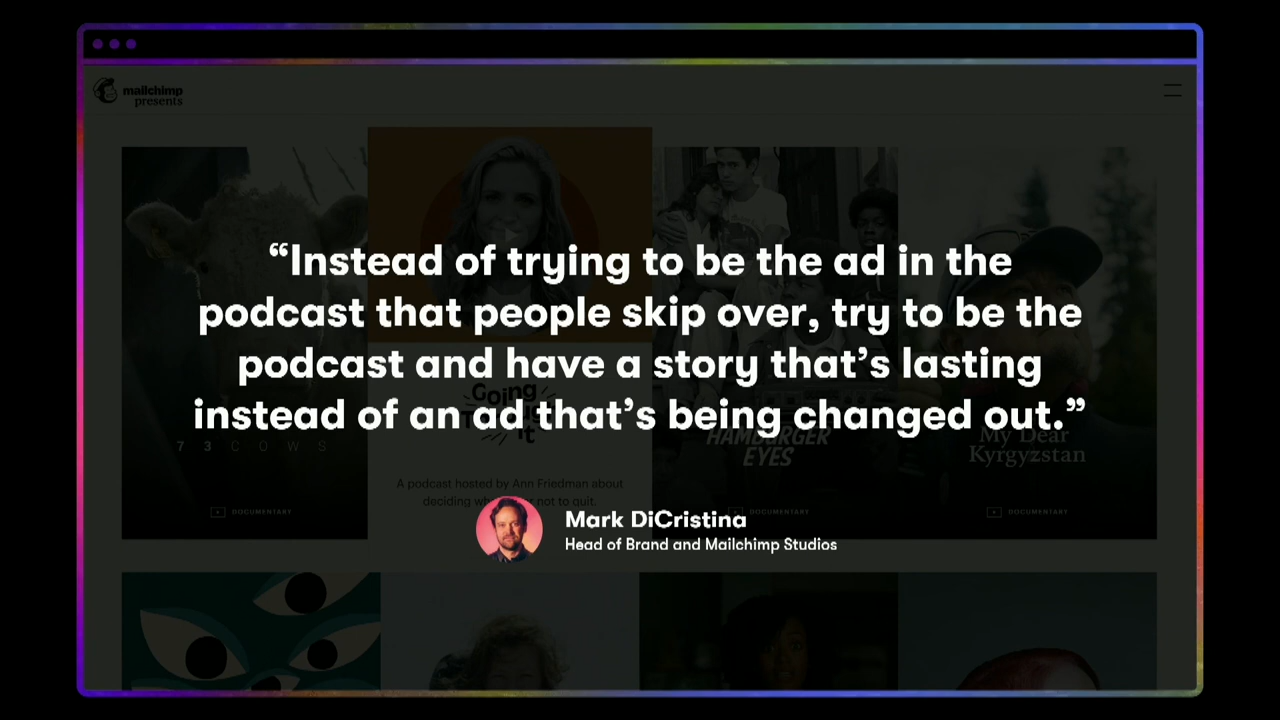 mailchimp
presents
“Instead of trying to be the ad in the
podcast that people skip over, try to be the
podcast and have a story that’s lasting
instead of an ad that’s being changed out.”
73 COWS
DOCUMENTARY
Going
it
A podcast hosted by Ann Friedman about
deciding or not to quit.
HAMBURGER
EYES
DOCUMENTARY
My Dear
Kyrgyzstan
DOCUMENTARY
Mark DiCristina
Head of Brand and Mailchimp Studios